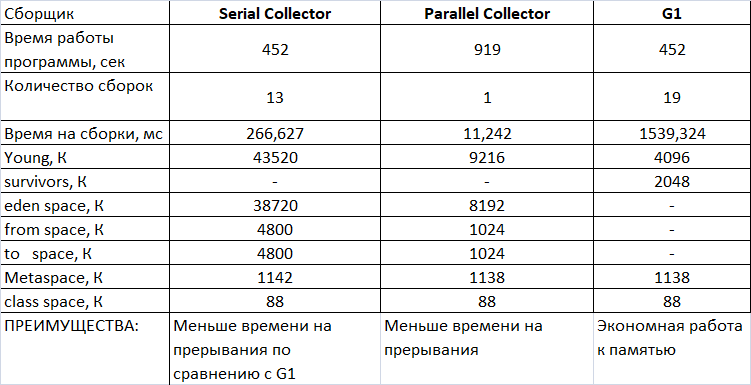 Сборщик Serial Collector Parallel Collector G1
Время работы
программы, сек 452 919 452
Количество сборок
13 1 19
Время на сборки, мс 266,627 11,242 1539,324
Young, К 43520 9216 4096
survivors, К - - 2048
eden space, К 38720 8192 -
from space, К 4800 1024 -
to space, К 4800 1024 -
Metaspace, К 1142 1138 1138
class space, К 88 88 88
ПРЕИМУЩЕСТВА: Меньше времени на Меньше времени на Экономная работа
прерывания по прерывания к памятью
сравнению с G1